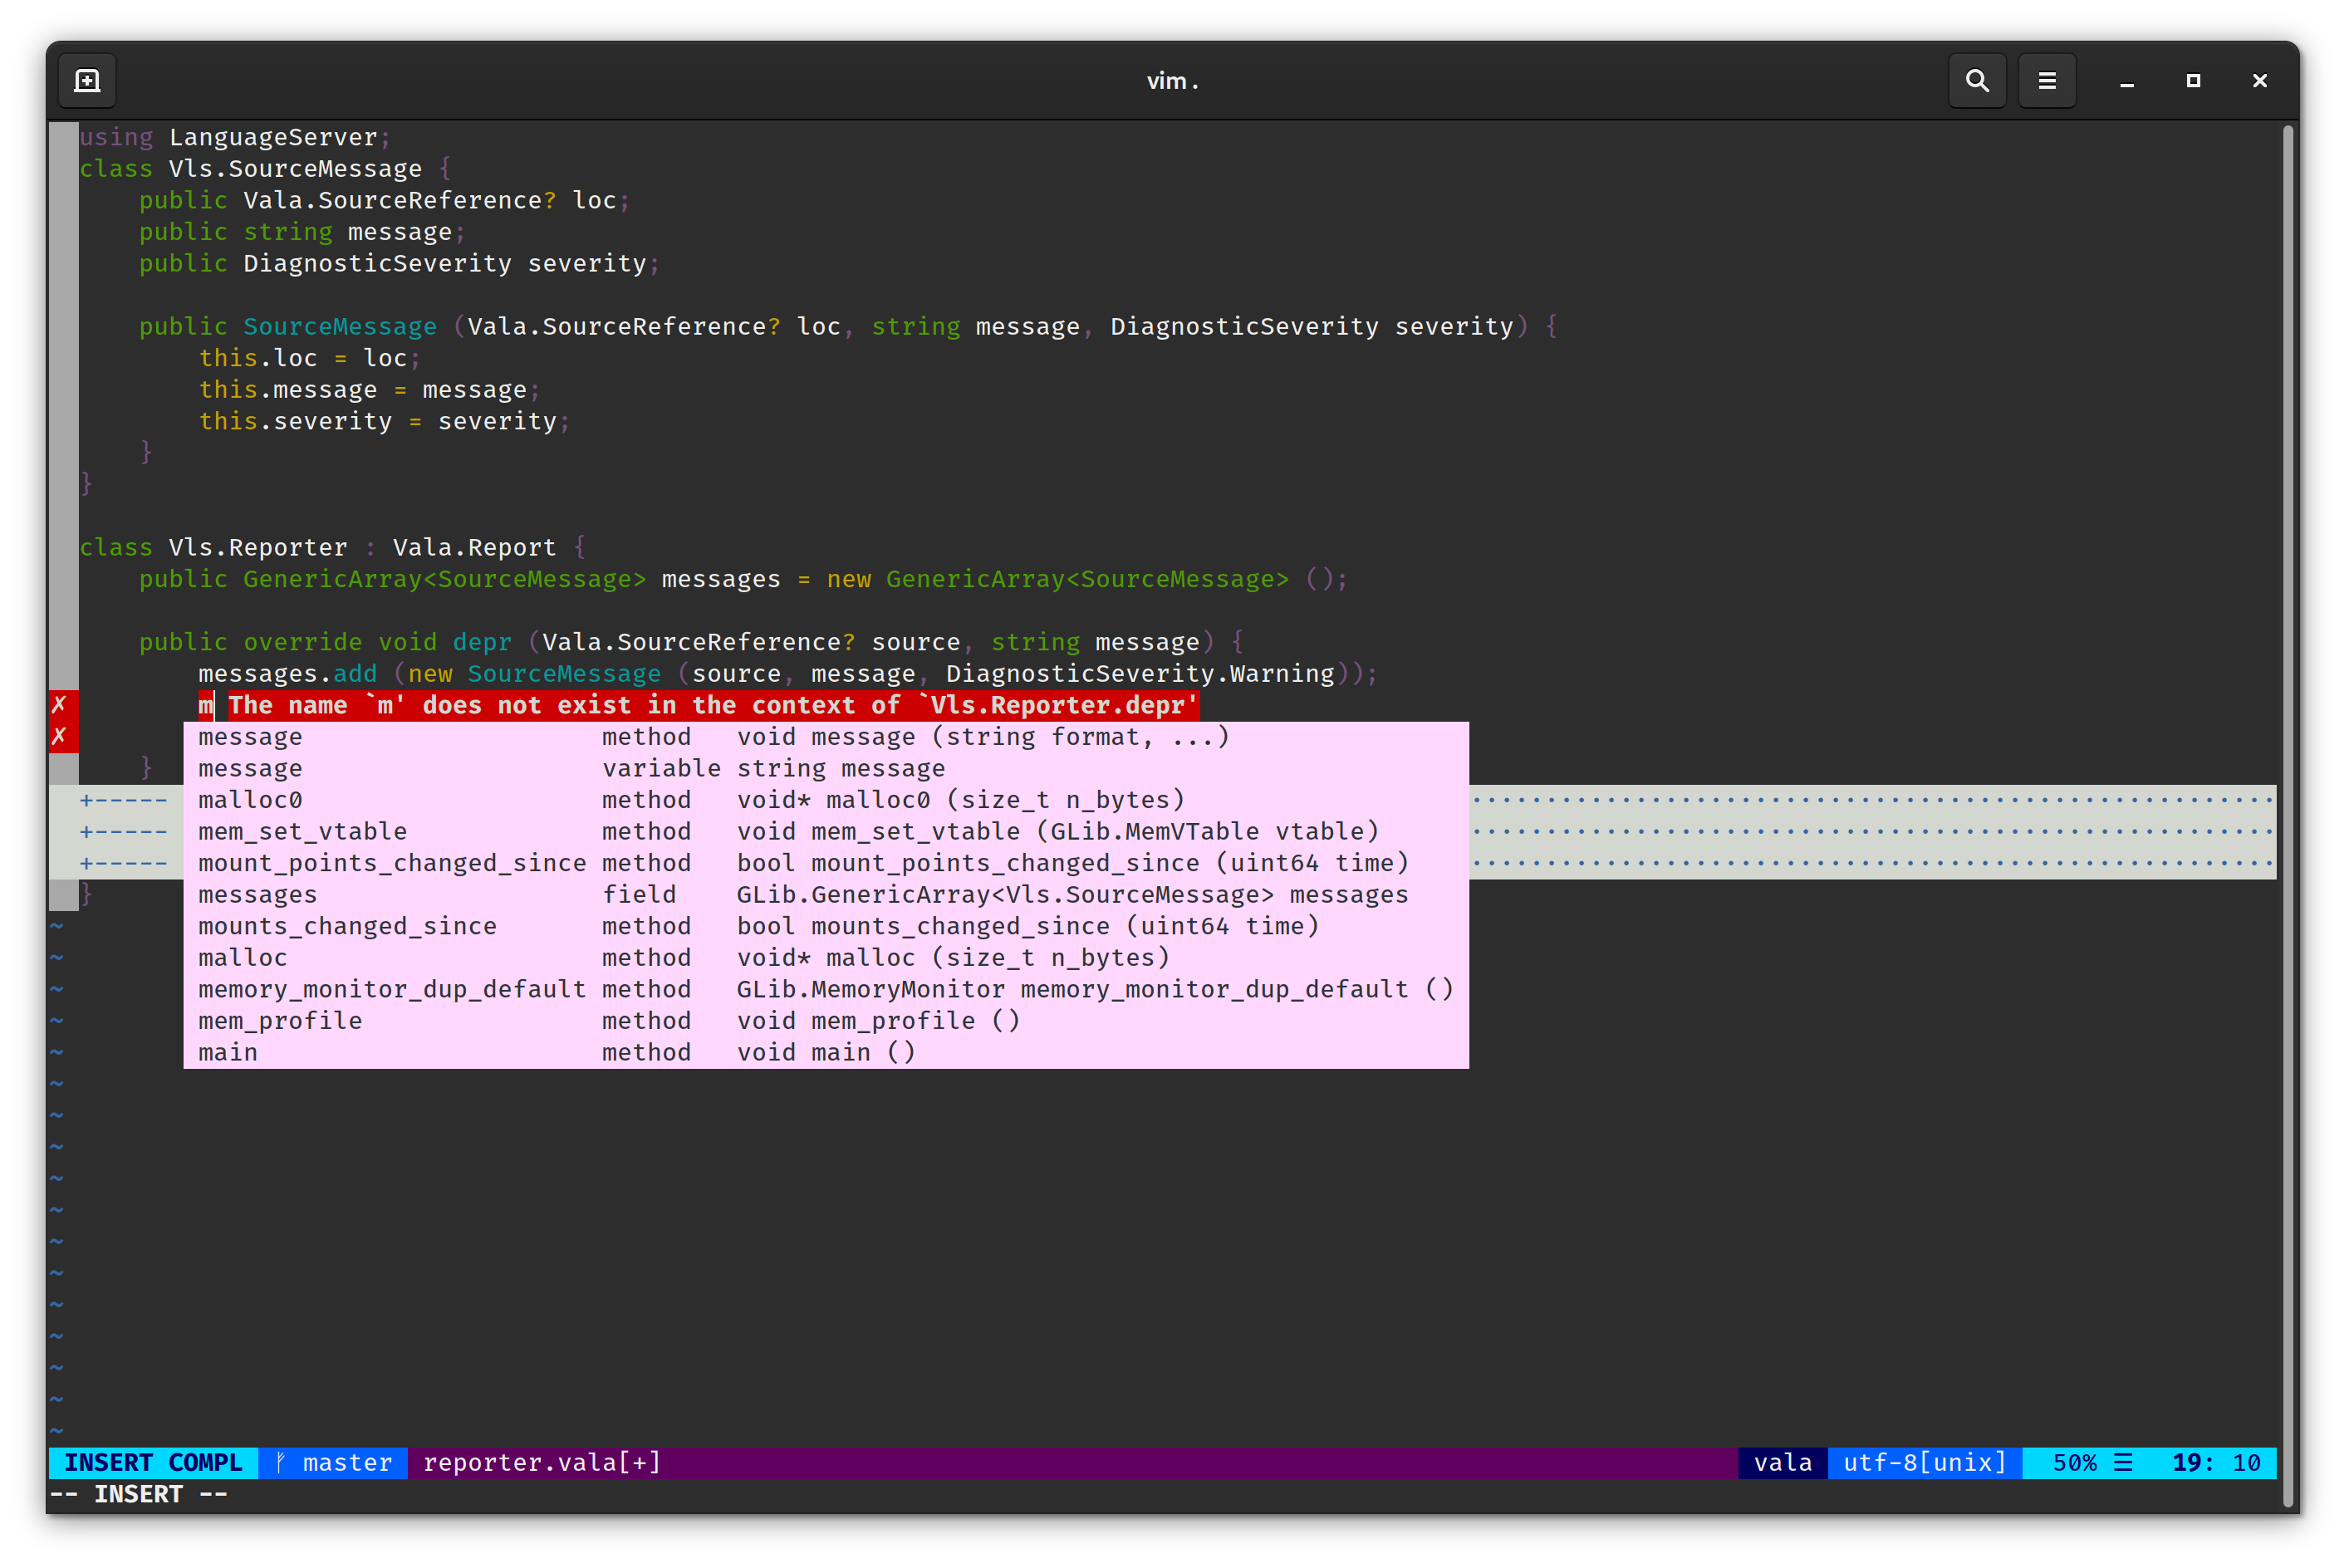 vim .
using LanguageServer;
class Vls.SourceMessage {
    public Vala.SourceReference? loc;
    public string message;
    public DiagnosticSeverity severity;
    public SourceMessage (Vala.SourceReference? loc, string message, DiagnosticSeverity severity) {
        this.loc = loc;
        this.message = message;
        this.severity = severity;
    }
}
class Vls.Reporter : Vala.Report {
    public GenericArray<SourceMessage> messages = new GenericArray<SourceMessage> ();
    public override void depr (Vala.SourceReference? source, string message) {
        messages.add (new SourceMessage (source, message, DiagnosticSeverity.Warning));
✗        m The name `m' does not exist in the context of `Vls.Reporter.depr'
✗        message                    method   void message (string format, ...)
    }   message                    variable string message
+----- malloc0                    method   void* malloc0 (size_t n_bytes)
+----- mem_set_vtable             method   void mem_set_vtable (GLib.MemVTable vtable)
+----- mount_points_changed_since method   bool mount_points_changed_since (uint64 time)
}       messages                   field    GLib.GenericArray<Vls.SourceMessage> messages
~       mounts_changed_since       method   bool mounts_changed_since (uint64 time)
~       malloc                     method   void* malloc (size_t n_bytes)
~       memory_monitor_dup_default method   GLib.MemoryMonitor memory_monitor_dup_default ()
~       mem_profile                method   void mem_profile ()
~       main                       method   void main ()
~
~
~
~
~
~
~
~
~
~
~
~
INSERT COMPL ᚠ master reporter.vala[+] vala utf-8[unix] 50% ☰ 19: 10
-- INSERT --